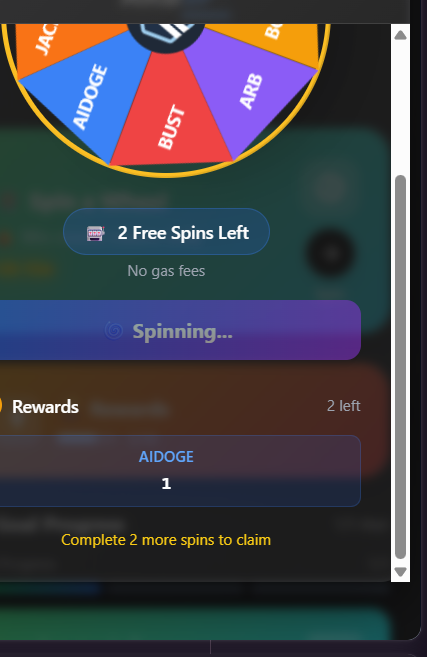 JAC
AIDOGE
BUST
ARB
BO
2 Free Spins Left
No gas fees
Spinning...
Rewards
2 left
AIDOGE
1
Complete 2 more spins to claim